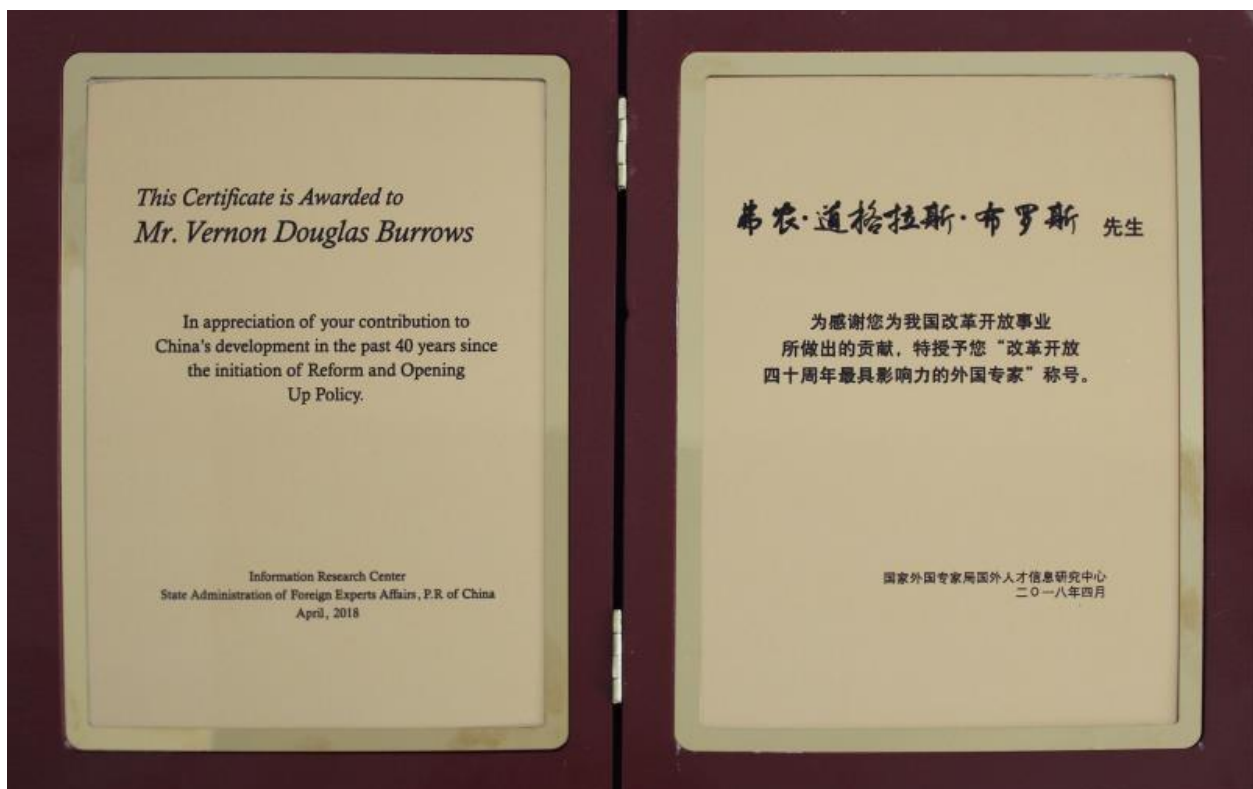 This Certificate is Awarded to
Mr. Vernon Douglas Burrows
In appreciation of your contribution to
China's development in the past 40 years since
the initiation of Reform and Opening
Up Policy.
Information Research Center
State Administration of Foreign Experts Affairs, P.R of China
April, 2018
弗农·道格拉斯·布罗斯 先生
为感谢您为我国改革开放事业
所做出的贡献，特授予您“改革开放
四十周年最具影响力的外国专家”称号。
国家外国专家局国外人才信息研究中心
二〇一八年四月